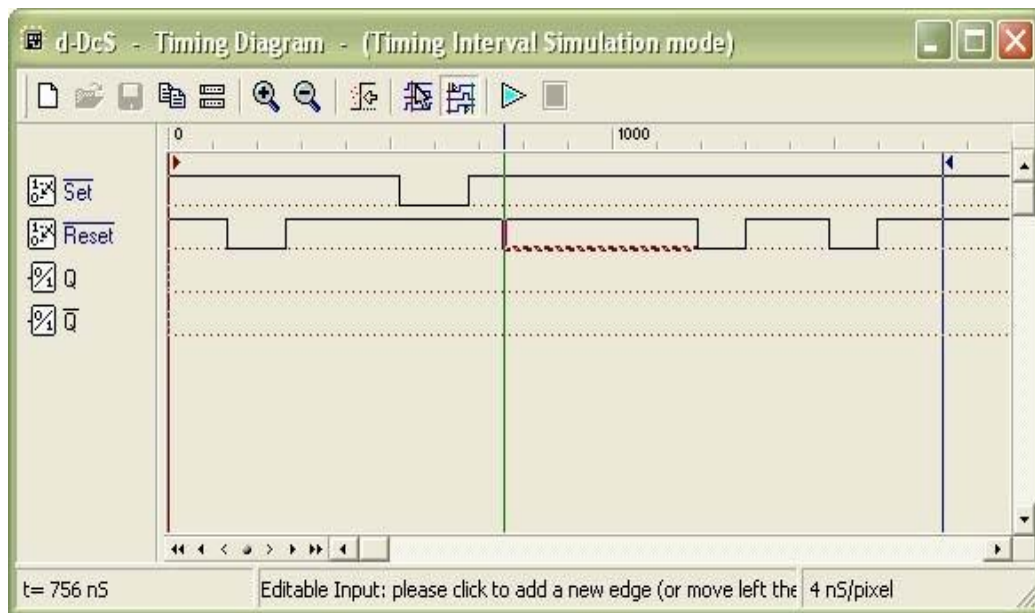 d-DcS - Timing Diagram - (Timing Interval Simulation mode)
0 1000
Set
Reset
Q
Q
t= 756 nS Editable Input: please click to add a new edge (or move left the 4 nS/pixel